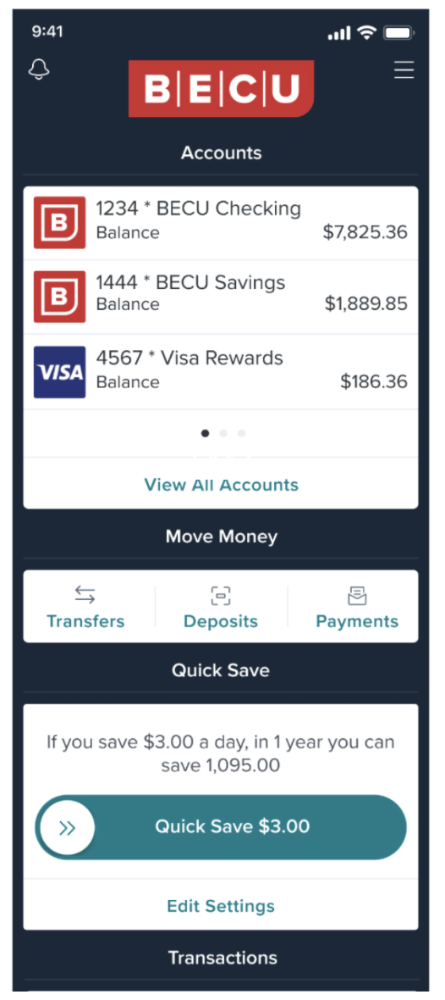 9:41
B|E|C|U
Accounts
B
1234 * BECU Checking
Balance
$7,825.36
B
1444 * BECU Savings
Balance
$1,889.85
VISA
4567 * Visa Rewards
Balance
$186.36
View All Accounts
Move Money
Transfers
Deposits
Payments
Quick Save
If you save $3.00 a day, in 1 year you can
save 1,095.00
Quick Save $3.00
Edit Settings
Transactions